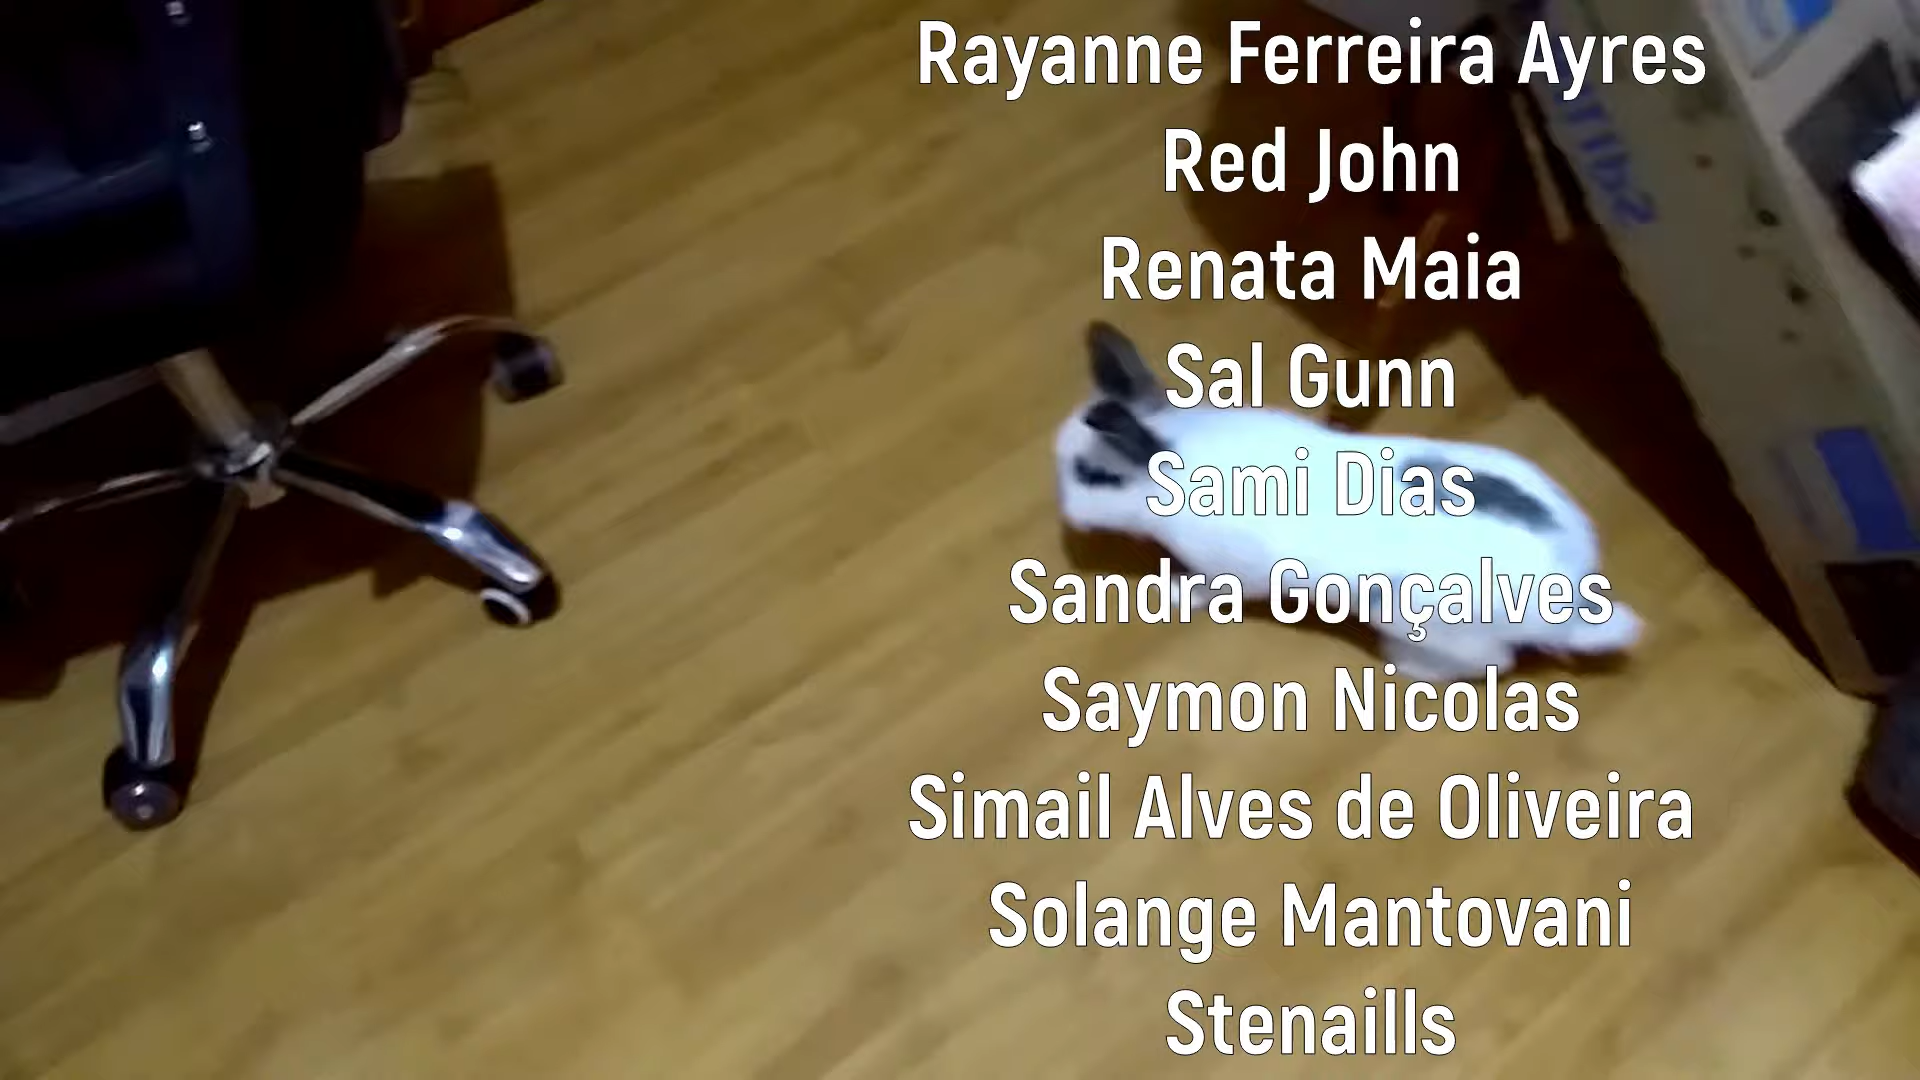 Rayanne Ferreira Ayres
Red John
Renata Maia
Sal Gunn
Sami Dias
Sandra Gonçalves
Saymon Nicolas
Simail Alves de Oliveira
Solange Mantovani
Stenaills